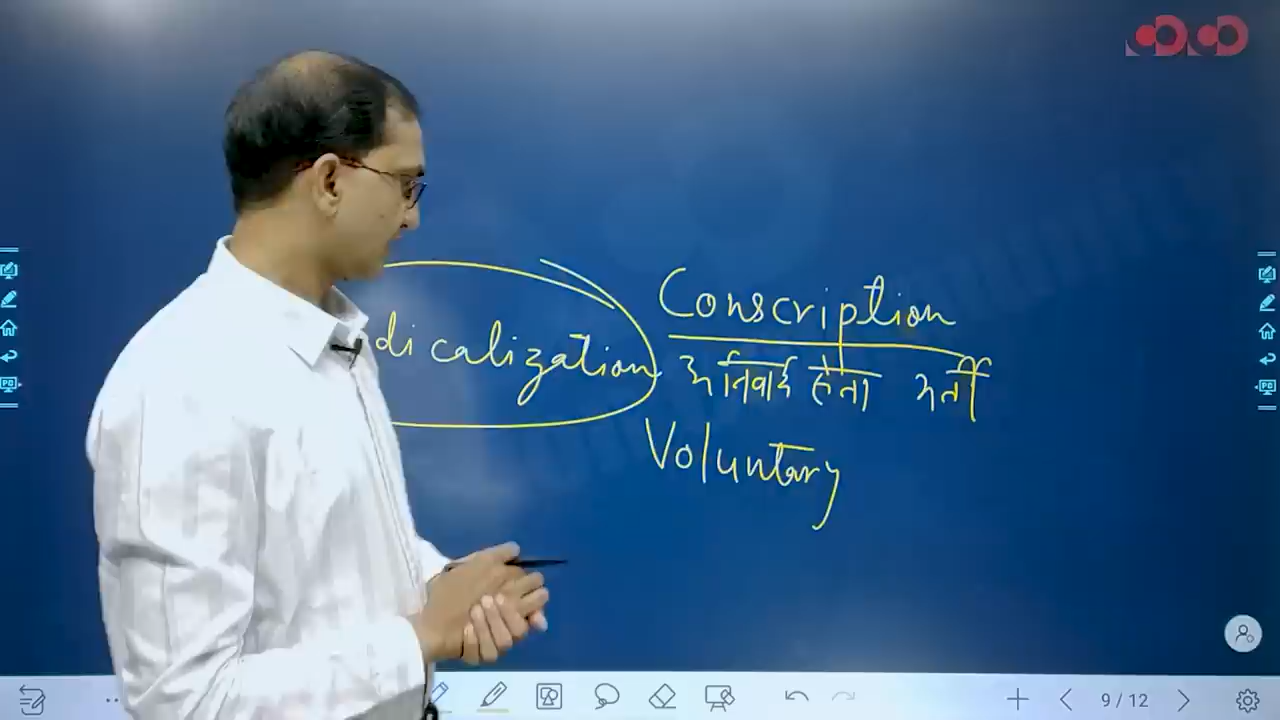 dicalization
Conscription
अनिवार्य सेना भर्ती
Voluntary
9/12